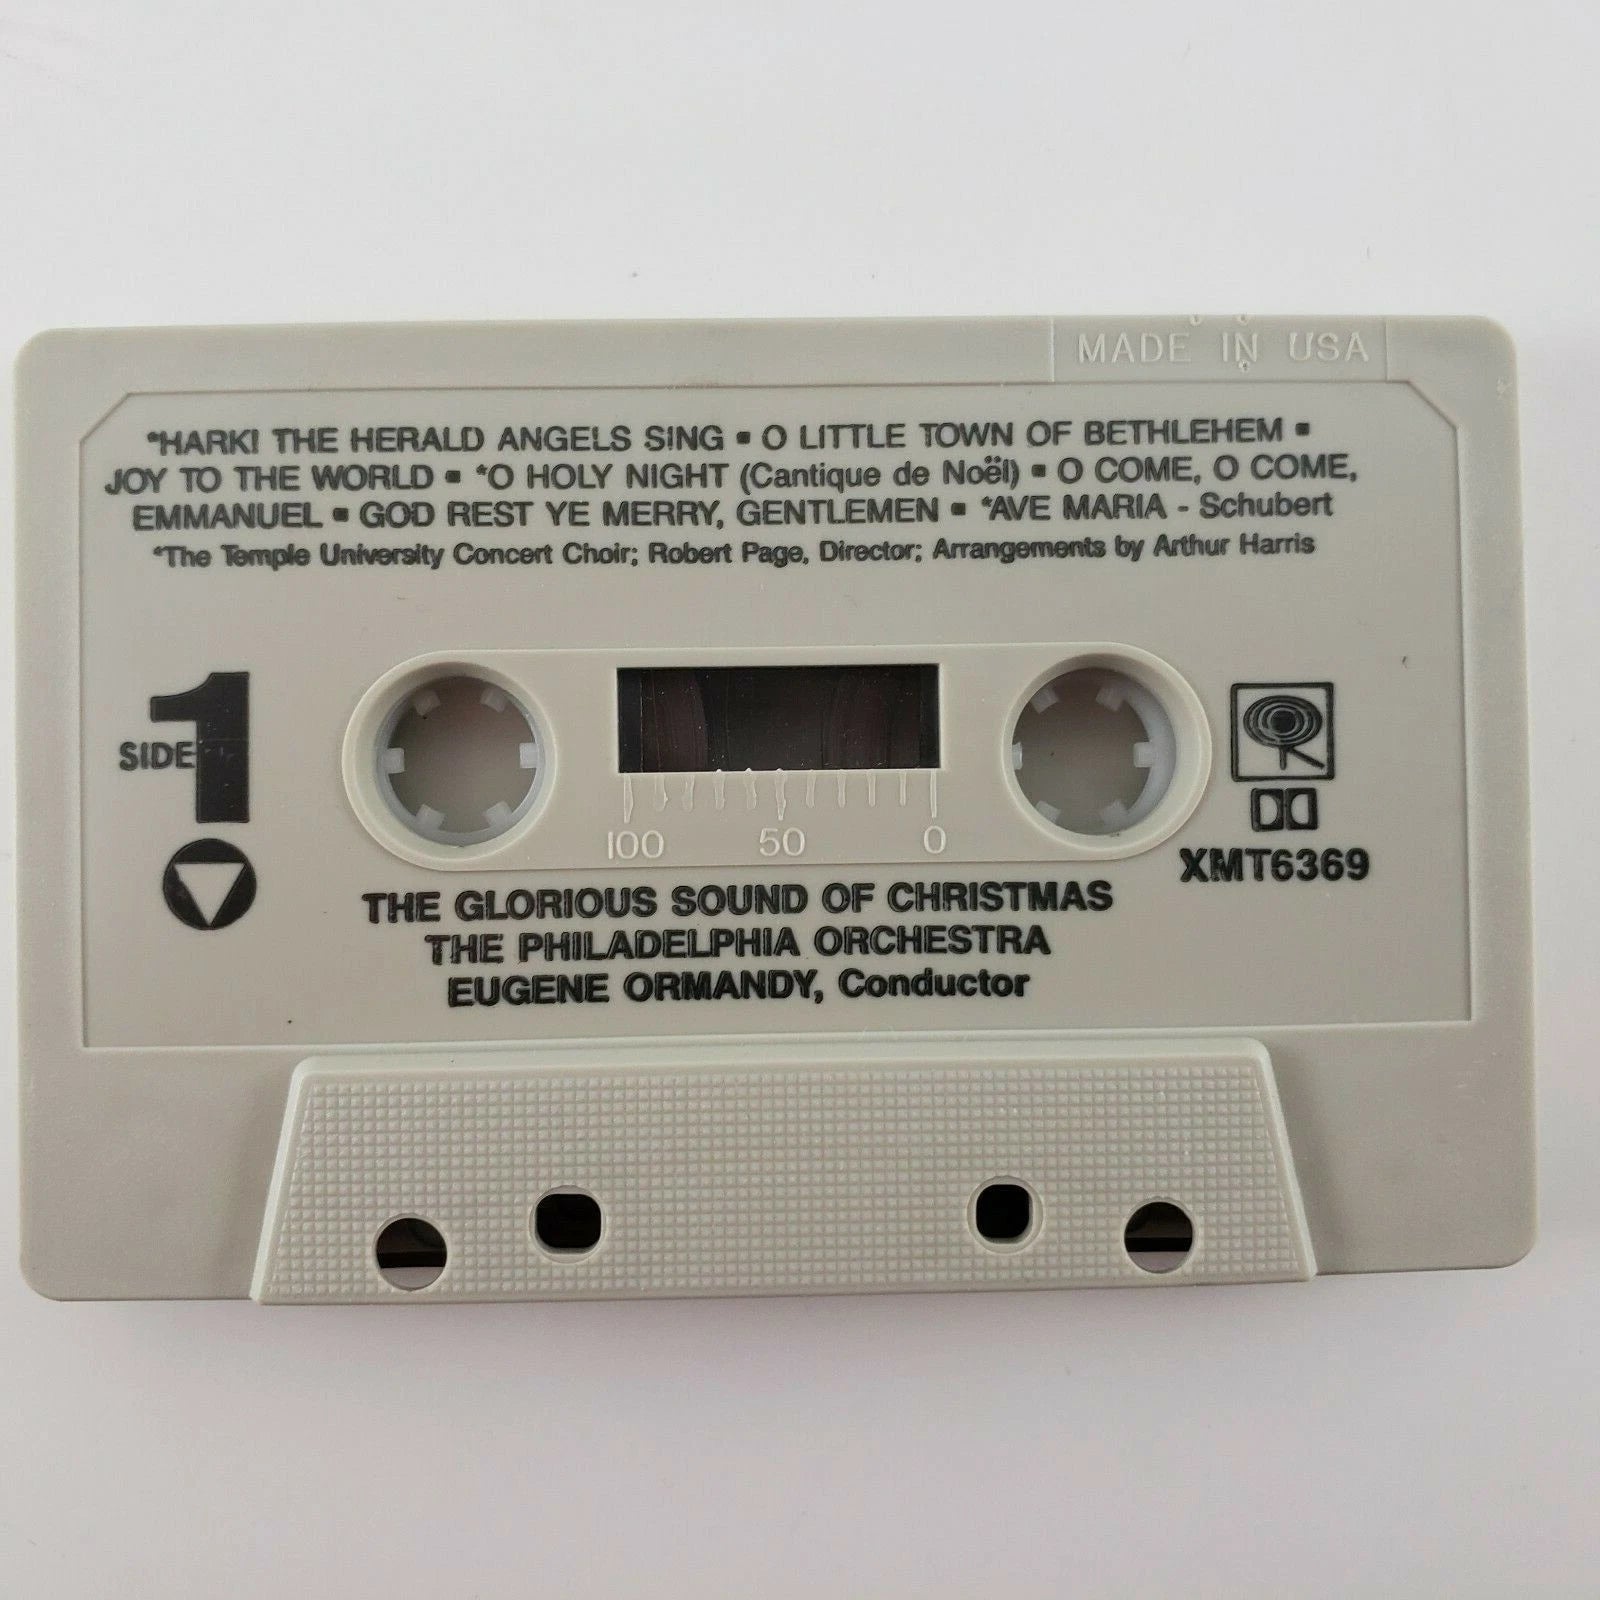 MADE IN USA
*HARK! THE HERALD ANGELS SING ▪ O LITTLE TOWN OF BETHLEHEM ▪
JOY TO THE WORLD ▪ *O HOLY NIGHT (Cantique de Noël) ▪ O COME, O COME,
EMMANUEL ▪ GOD REST YE MERRY, GENTLEMEN ▪ *AVE MARIA - Schubert
*The Temple University Concert Choir; Robert Page, Director; Arrangements by Arthur Harris
SIDE 1
100 50 0
XMT6369
THE GLORIOUS SOUND OF CHRISTMAS
THE PHILADELPHIA ORCHESTRA
EUGENE ORMANDY, Conductor